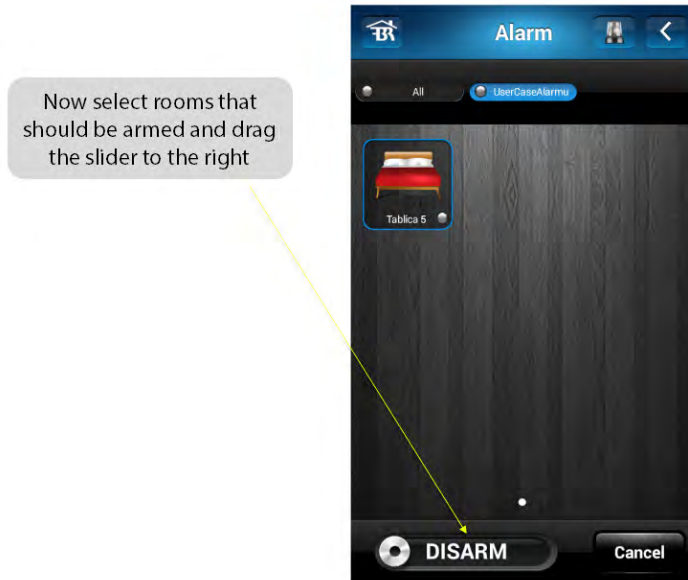 Now select rooms that
should be armed and drag
the slider to the right
Alarm
All
UserCaseAlarmu
Tablica 5
DISARM
Cancel